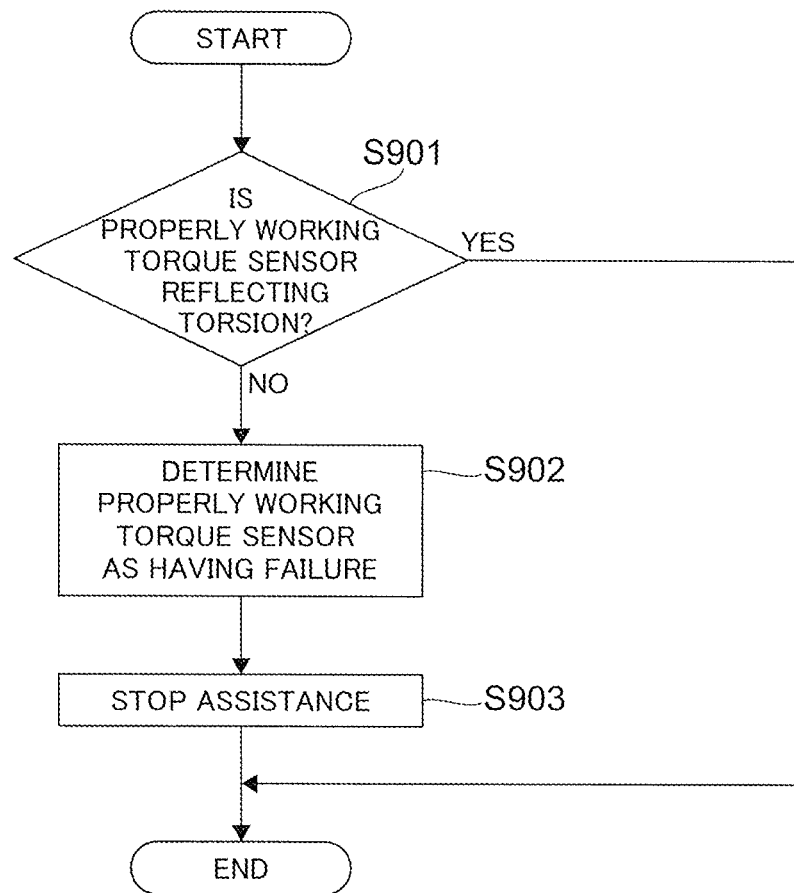 START
S901
IS
PROPERLY WORKING
TORQUE SENSOR
REFLECTING
TORSION?
YES
NO
DETERMINE
PROPERLY WORKING
TORQUE SENSOR
AS HAVING FAILURE
S902
STOP ASSISTANCE
S903
END